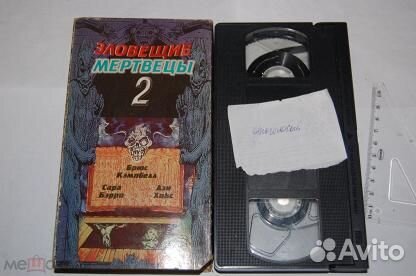 ЗЛОВЕЩИЕ
МЕРТВЕЦЫ
2
Брюс
Кэмпбелл
Сара
Бэрри
Дэн
Хикс
Avito